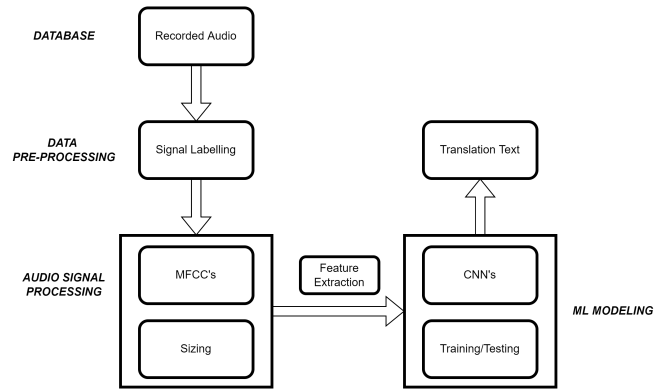 DATABASE
Recorded Audio
DATA
PRE-PROCESSING
Signal Labelling
Translation Text
AUDIO SIGNAL
PROCESSING
MFCC's
Sizing
Feature
Extraction
CNN's
Training/Testing
ML MODELING